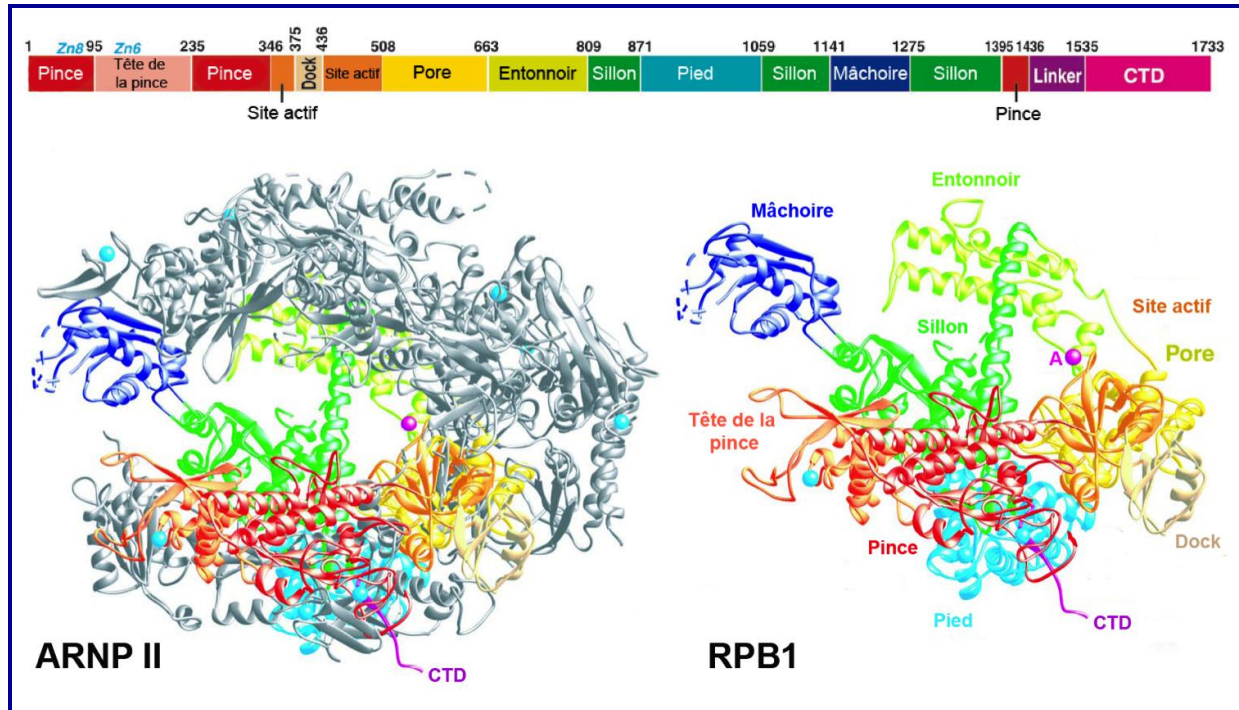 1 Zn8 95 Zn6 235 346 375 436 508 663 809 871 1059 1141 1275 1395 1436 1535 1733
Pince
Tête de
la pince
Pince
Dock
Site actif
Pore
Entonnoir
Sillon
Pied
Sillon
Mâchoire
Sillon
Linker
CTD
Site actif
Pince
Entonnoir
Mâchoire
Site actif
Sillon
A
Pore
Tête de la
pince
Pince
Dock
Pied
CTD
ARNP II
CTD
RPB1